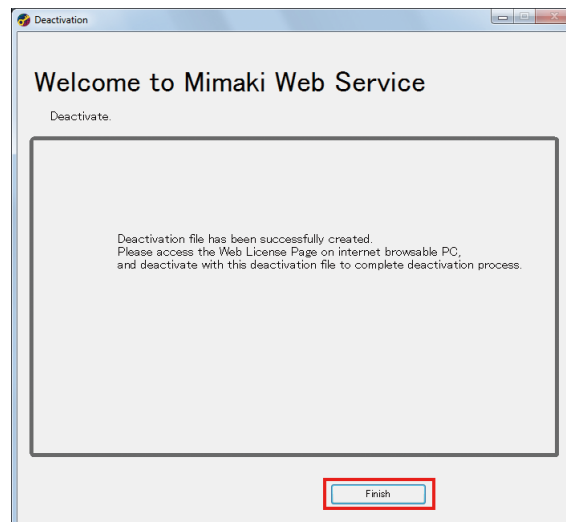 Deactivation
Welcome to Mimaki Web Service
Deactivate.
Deactivation file has been successfully created.
Please access the Web License Page on internet browsable PC,
and deactivate with this deactivation file to complete deactivation process.
Finish